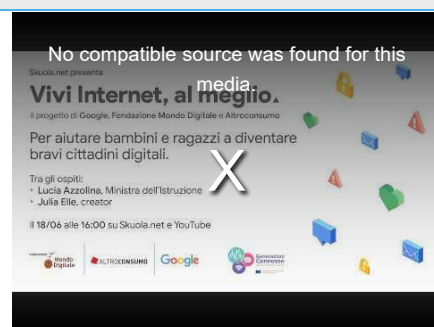 No compatible source was found for this
media.
Skuola.net presenta
Vivi Internet, al meglio.
Il progetto di Google, Fondazione Mondo Digitale e Altroconsumo
Per aiutare bambini e ragazzi a diventare
bravi cittadini digitali.
Tra gli ospiti:
• Lucia Azzolina, Ministra dell'Istruzione
• Julia Elle, creator
Il 18/06 alle 16:00 su Skuola.net e YouTube
Mondo
Digitale
ALTROCONSUMO
Google
Generazioni
Connesse
X